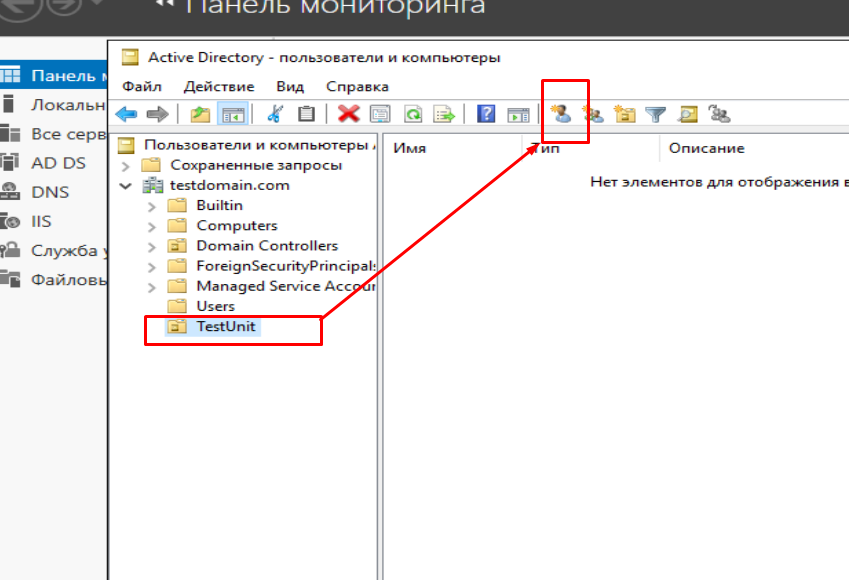 Панель мониторинга
Active Directory - пользователи и компьютеры
Файл Действие Вид Справка
Панель
Локальн
Все серв
AD DS
DNS
IIS
Служба
Файловы
Пользователи и компьютеры
Сохраненные запросы
testdomain.com
Builtin
Computers
Domain Controllers
ForeignSecurityPrincipals
Managed Service Accour
Users
TestUnit
Имя Тип Описание
Нет элементов для отображения в